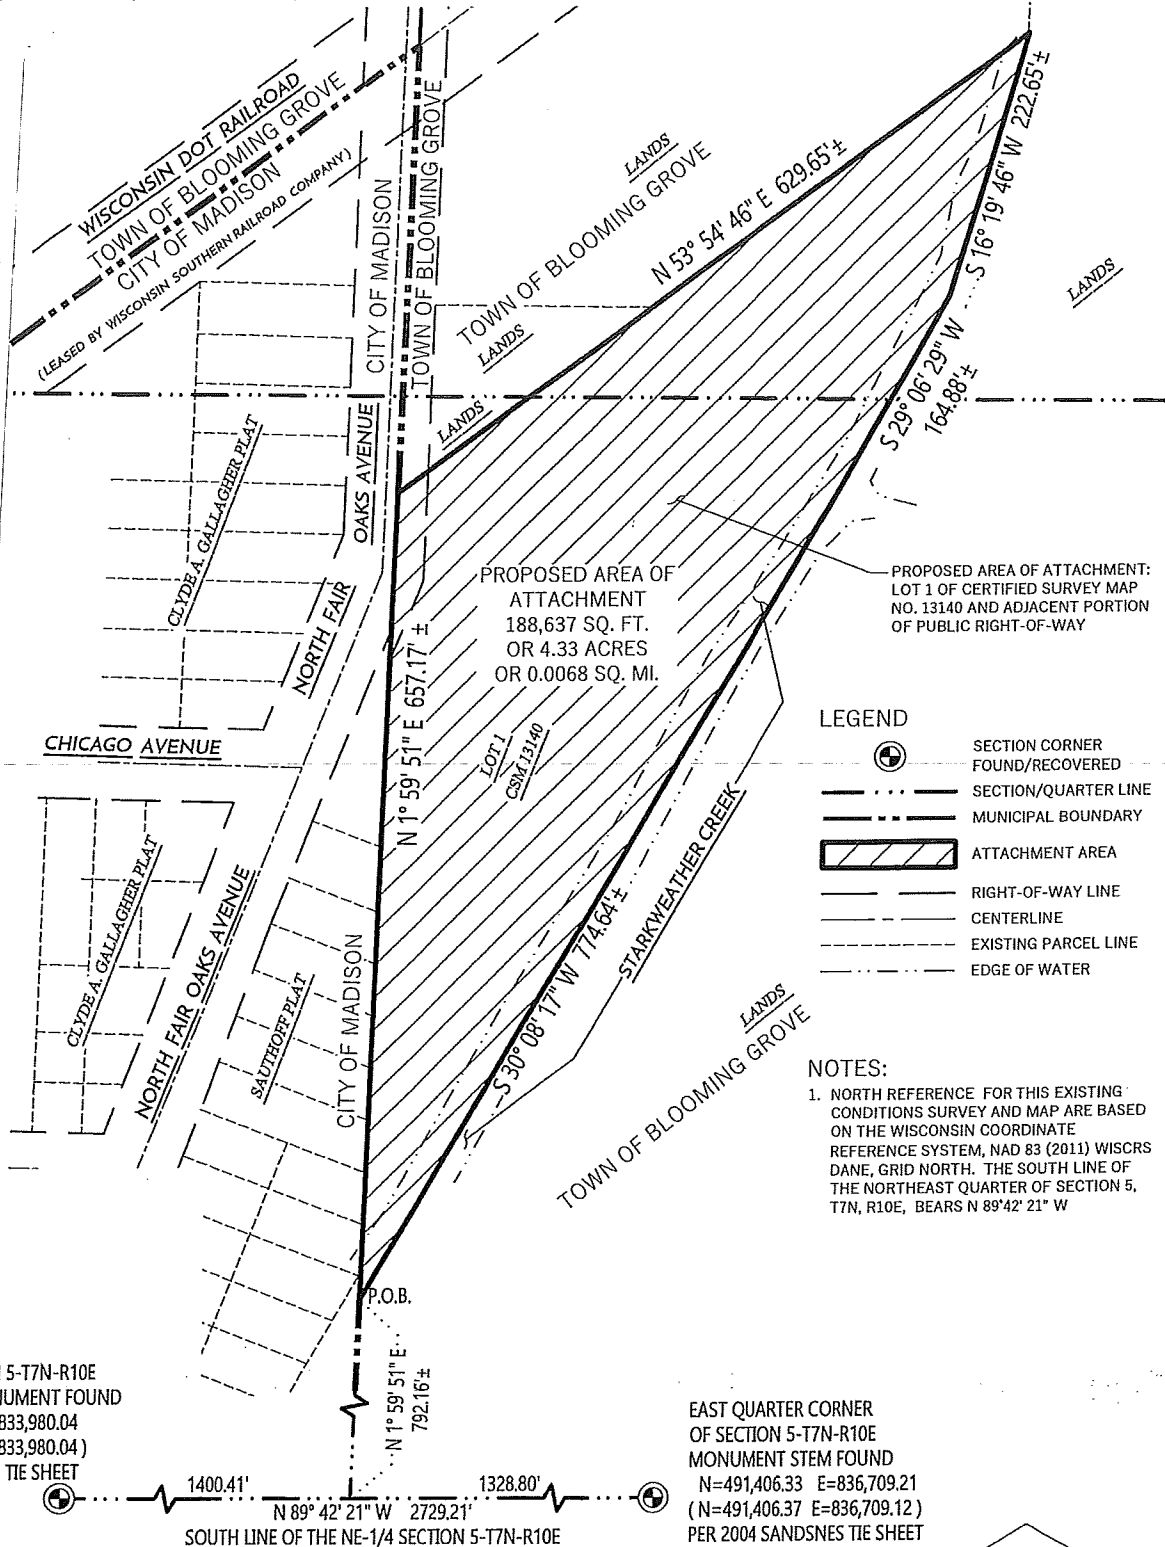 WISCONSIN DOT RAILROAD
TOWN OF BLOOMING GROVE
CITY OF MADISON
(LEASED BY WISCONSIN SOUTHERN RAILROAD COMPANY)
CITY OF MADISON
TOWN OF BLOOMING GROVE
LANDS
TOWN OF BLOOMING GROVE
LANDS
LANDS
N 53° 54' 46" E 629.65'±
S 16° 19' 46" W 222.65'±
LANDS
S 29° 06' 29" W
164.88'±
CLYDE A. GALLAGHER PLAT
OAKS AVENUE
NORTH FAIR
PROPOSED AREA OF
ATTACHMENT
188,637 SQ. FT.
OR 4.33 ACRES
OR 0.0068 SQ. MI.
PROPOSED AREA OF ATTACHMENT:
LOT 1 OF CERTIFIED SURVEY MAP
NO. 13140 AND ADJACENT PORTION
OF PUBLIC RIGHT-OF-WAY
N 1° 59' 51" E 657.17' ±
CHICAGO AVENUE
LOT 1
CSM 13140
LEGEND
SECTION CORNER
FOUND/RECOVERED
SECTION/QUARTER LINE
MUNICIPAL BOUNDARY
ATTACHMENT AREA
RIGHT-OF-WAY LINE
CENTERLINE
EXISTING PARCEL LINE
EDGE OF WATER
CLYDE A. GALLAGHER PLAT
NORTH FAIR OAKS AVENUE
SAUTHOFF PLAT
CITY OF MADISON
S 30° 08' 17" W 774.64'±
STARKWEATHER CREEK
LANDS
TOWN OF BLOOMING GROVE
NOTES:
1. NORTH REFERENCE FOR THIS EXISTING
CONDITIONS SURVEY AND MAP ARE BASED
ON THE WISCONSIN COORDINATE
REFERENCE SYSTEM, NAD 83 (2011) WISCRS
DANE, GRID NORTH. THE SOUTH LINE OF
THE NORTHEAST QUARTER OF SECTION 5,
T7N, R10E, BEARS N 89°42' 21" W
P.O.B.
N 1° 59' 51" E
792.16'±
5-T7N-R10E
NUMENT FOUND
833,980.04
833,980.04 )
TIE SHEET
1400.41'
1328.80'
N 89° 42' 21" W 2729.21'
SOUTH LINE OF THE NE-1/4 SECTION 5-T7N-R10E
EAST QUARTER CORNER
OF SECTION 5-T7N-R10E
MONUMENT STEM FOUND
N=491,406.33 E=836,709.21
( N=491,406.37 E=836,709.12 )
PER 2004 SANDSNES TIE SHEET